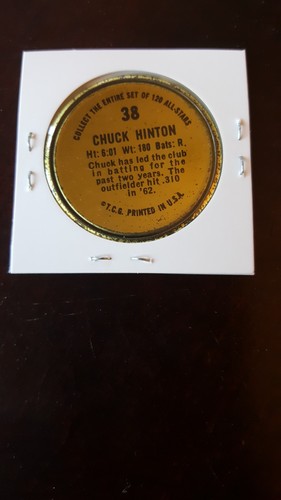 COLLECT THE ENTIRE SET OF 120 ALL-STARS
38
CHUCK HINTON
Ht: 6:01 Wt: 180 Bats: R.
Chuck has led the club
in batting for the
past two years. The
outfielder hit .310
in '62.
©T.C.G. PRINTED IN U.S.A.